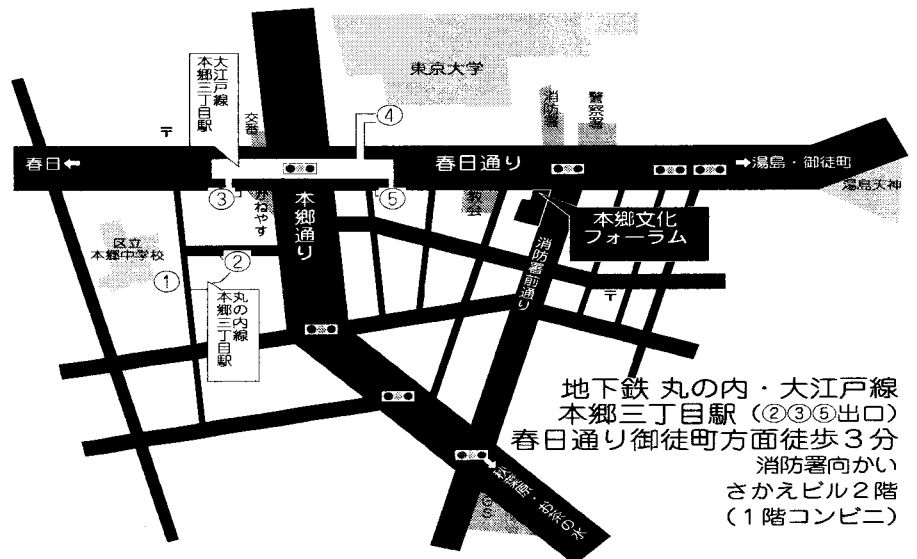 東京大学
大江戸線
本郷三丁目駅
交番
消防署
警察署
〒
④
春日←
春日通り
→湯島・御徒町
湯島天神
③
かねやす
本郷通り
⑤
教会
本郷文化
フォーラム
区立
本郷中学校
消防署前通り
①
②
〒
丸の内線
本郷三丁目駅
地下鉄 丸の内・大江戸線
本郷三丁目駅（②③⑤出口）
春日通り御徒町方面徒歩３分
消防署向かい
さかえビル２階
（１階コンビニ）
秋葉原・お茶の水